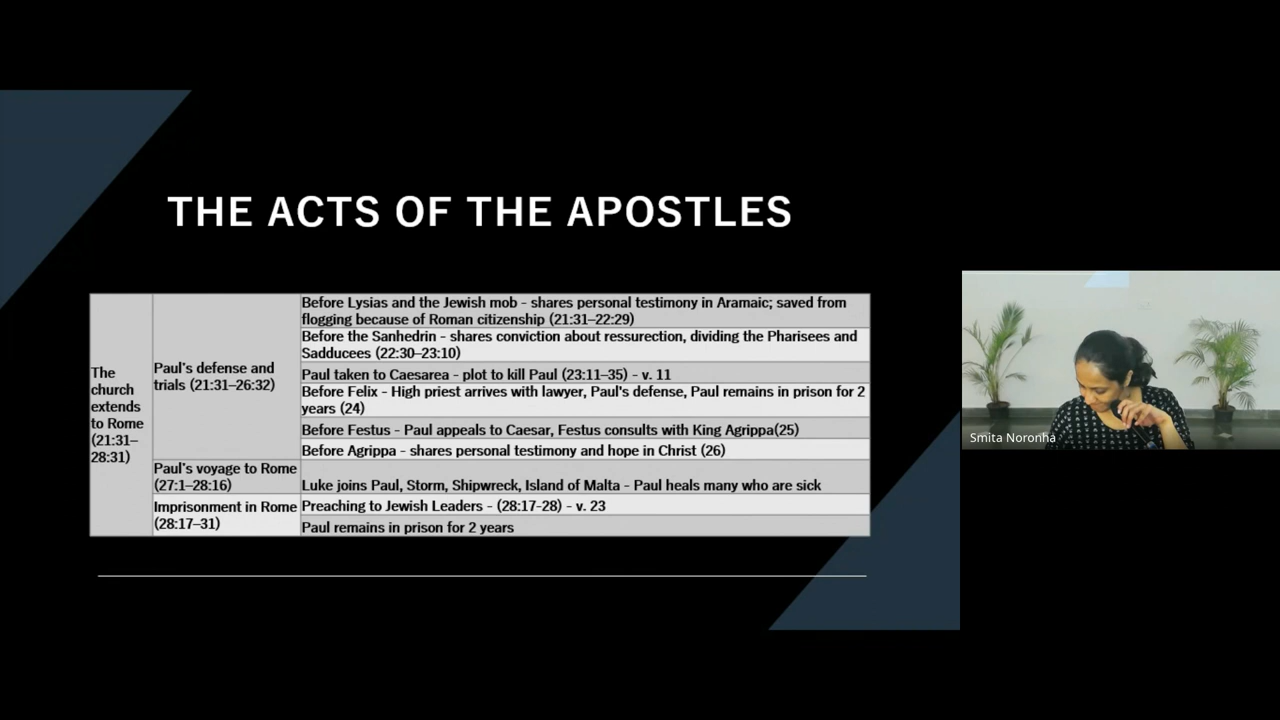 THE ACTS OF THE APOSTLES
The
church
extends
to Rome
(21:31–
28:31)
Paul's defense and
trials (21:31–26:32)
Before Lysias and the Jewish mob - shares personal testimony in Aramaic; saved from
flogging because of Roman citizenship (21:31–22:29)
Before the Sanhedrin - shares conviction about ressurection, dividing the Pharisees and
Sadducees (22:30–23:10)
Paul taken to Caesarea - plot to kill Paul (23:11–35) - v. 11
Before Felix - High priest arrives with lawyer, Paul's defense, Paul remains in prison for 2
years (24)
Before Festus - Paul appeals to Caesar, Festus consults with King Agrippa(25)
Before Agrippa - shares personal testimony and hope in Christ (26)
Paul's voyage to Rome
(27:1–28:16)
Luke joins Paul, Storm, Shipwreck, Island of Malta - Paul heals many who are sick
Imprisonment in Rome
(28:17–31)
Preaching to Jewish Leaders - (28:17-28) - v. 23
Paul remains in prison for 2 years
Smita Noronha